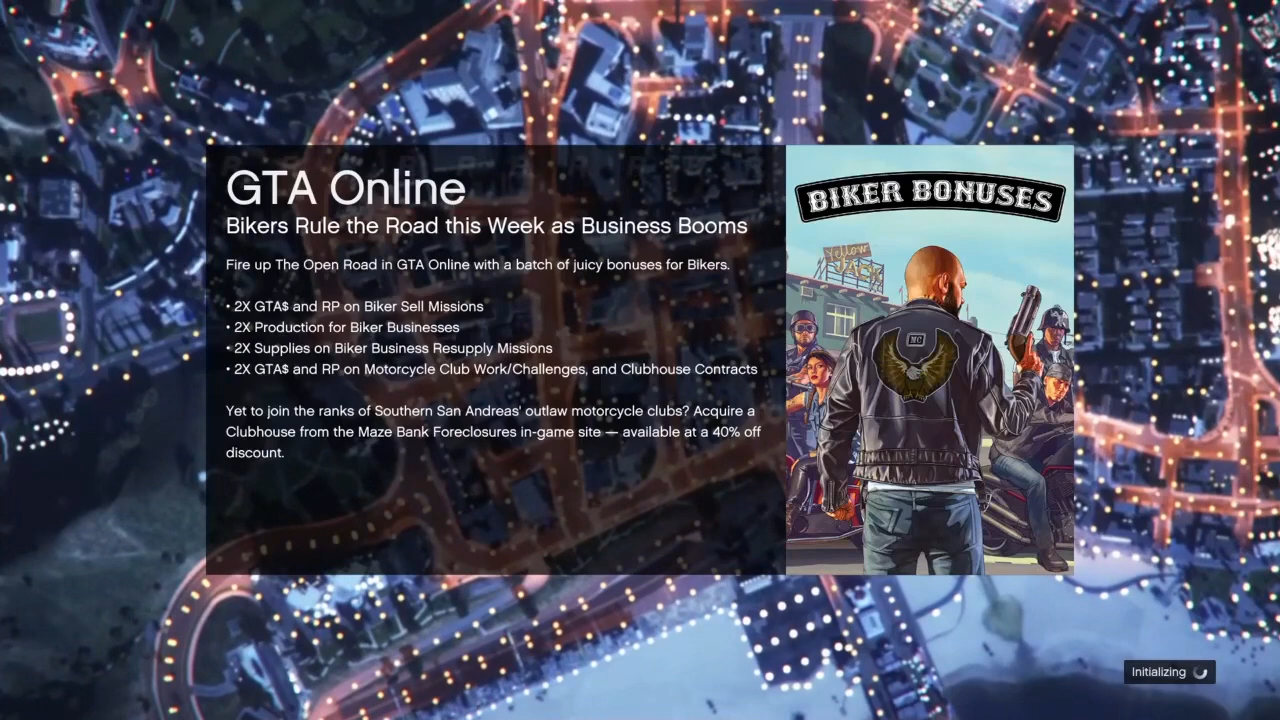 GTA Online
Bikers Rule the Road this Week as Business Booms
Fire up The Open Road in GTA Online with a batch of juicy bonuses for Bikers.
• 2X GTA$ and RP on Biker Sell Missions
• 2X Production for Biker Businesses
• 2X Supplies on Biker Business Resupply Missions
• 2X GTA$ and RP on Motorcycle Club Work/Challenges, and Clubhouse Contracts
Yet to join the ranks of Southern San Andreas' outlaw motorcycle clubs? Acquire a
Clubhouse from the Maze Bank Foreclosures in-game site — available at a 40% off
discount.
BIKER BONUSES
Yellow
JACK
MC
Initializing